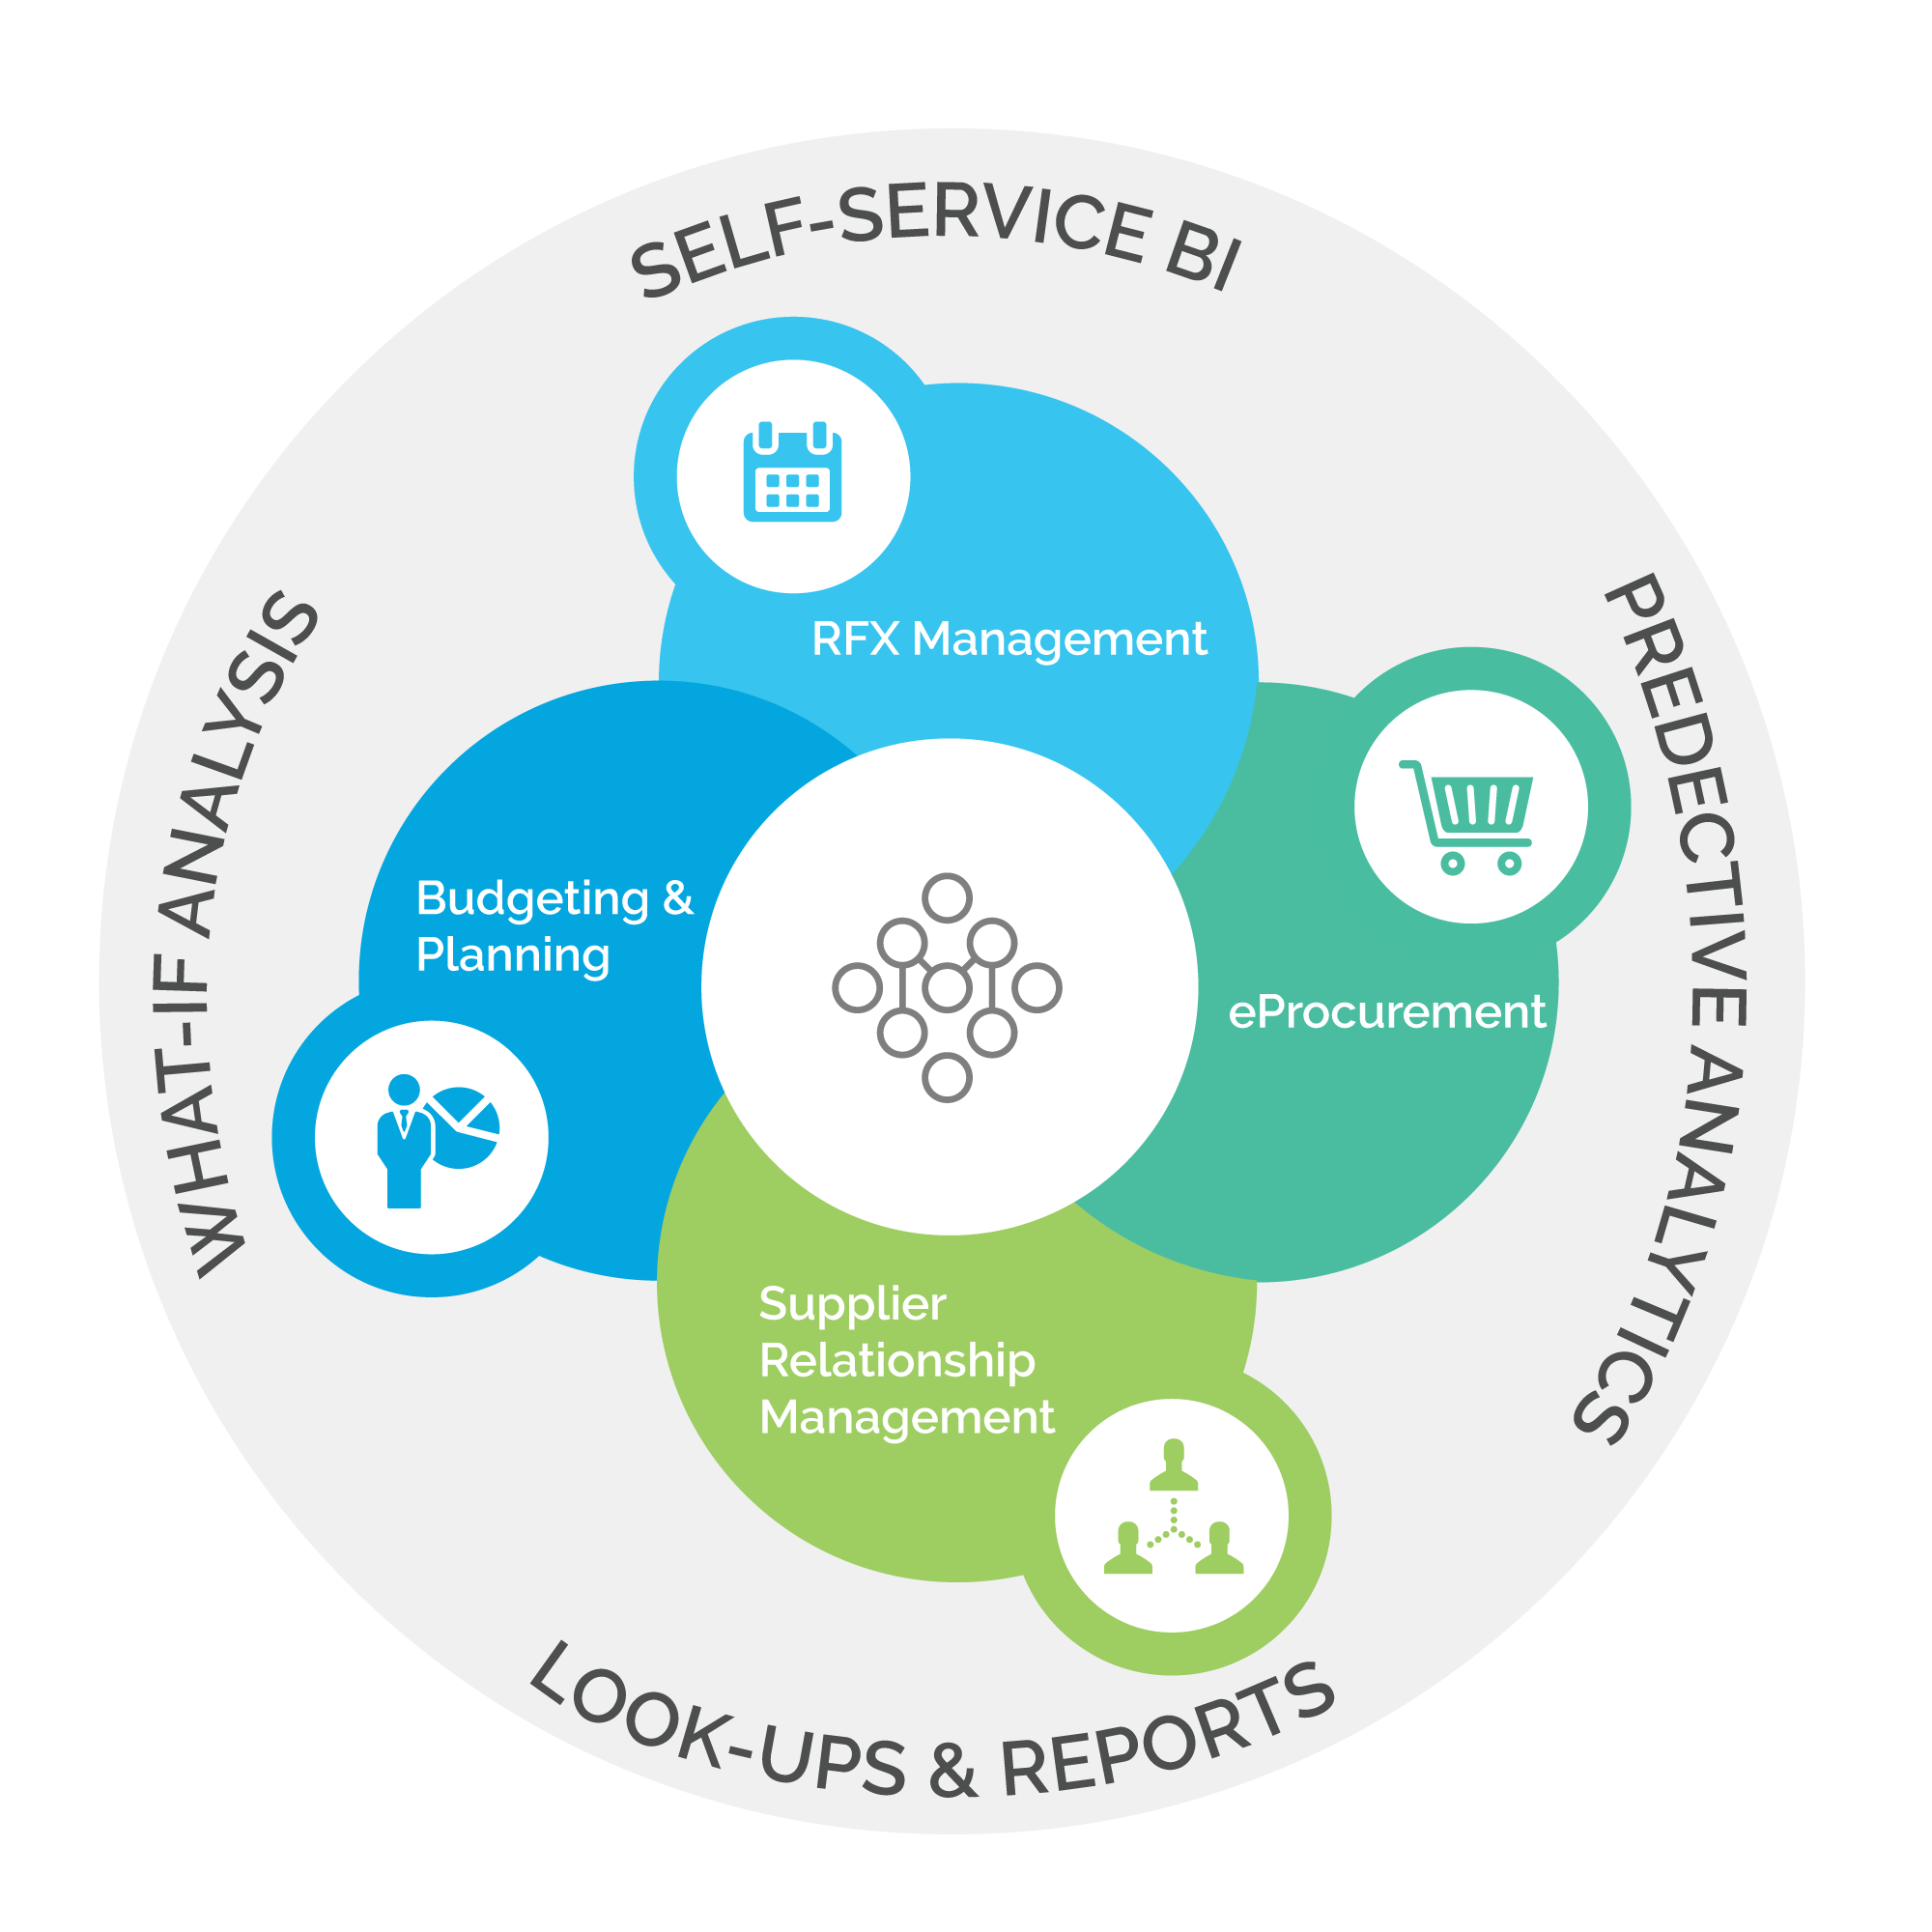 SELF-SERVICE BI
RFX Management
PREDECTIVE ANALYTICS
WHAT-IF ANALYSIS
Budgeting &
Planning
eProcurement
Supplier
Relationship
Management
LOOK-UPS & REPORTS